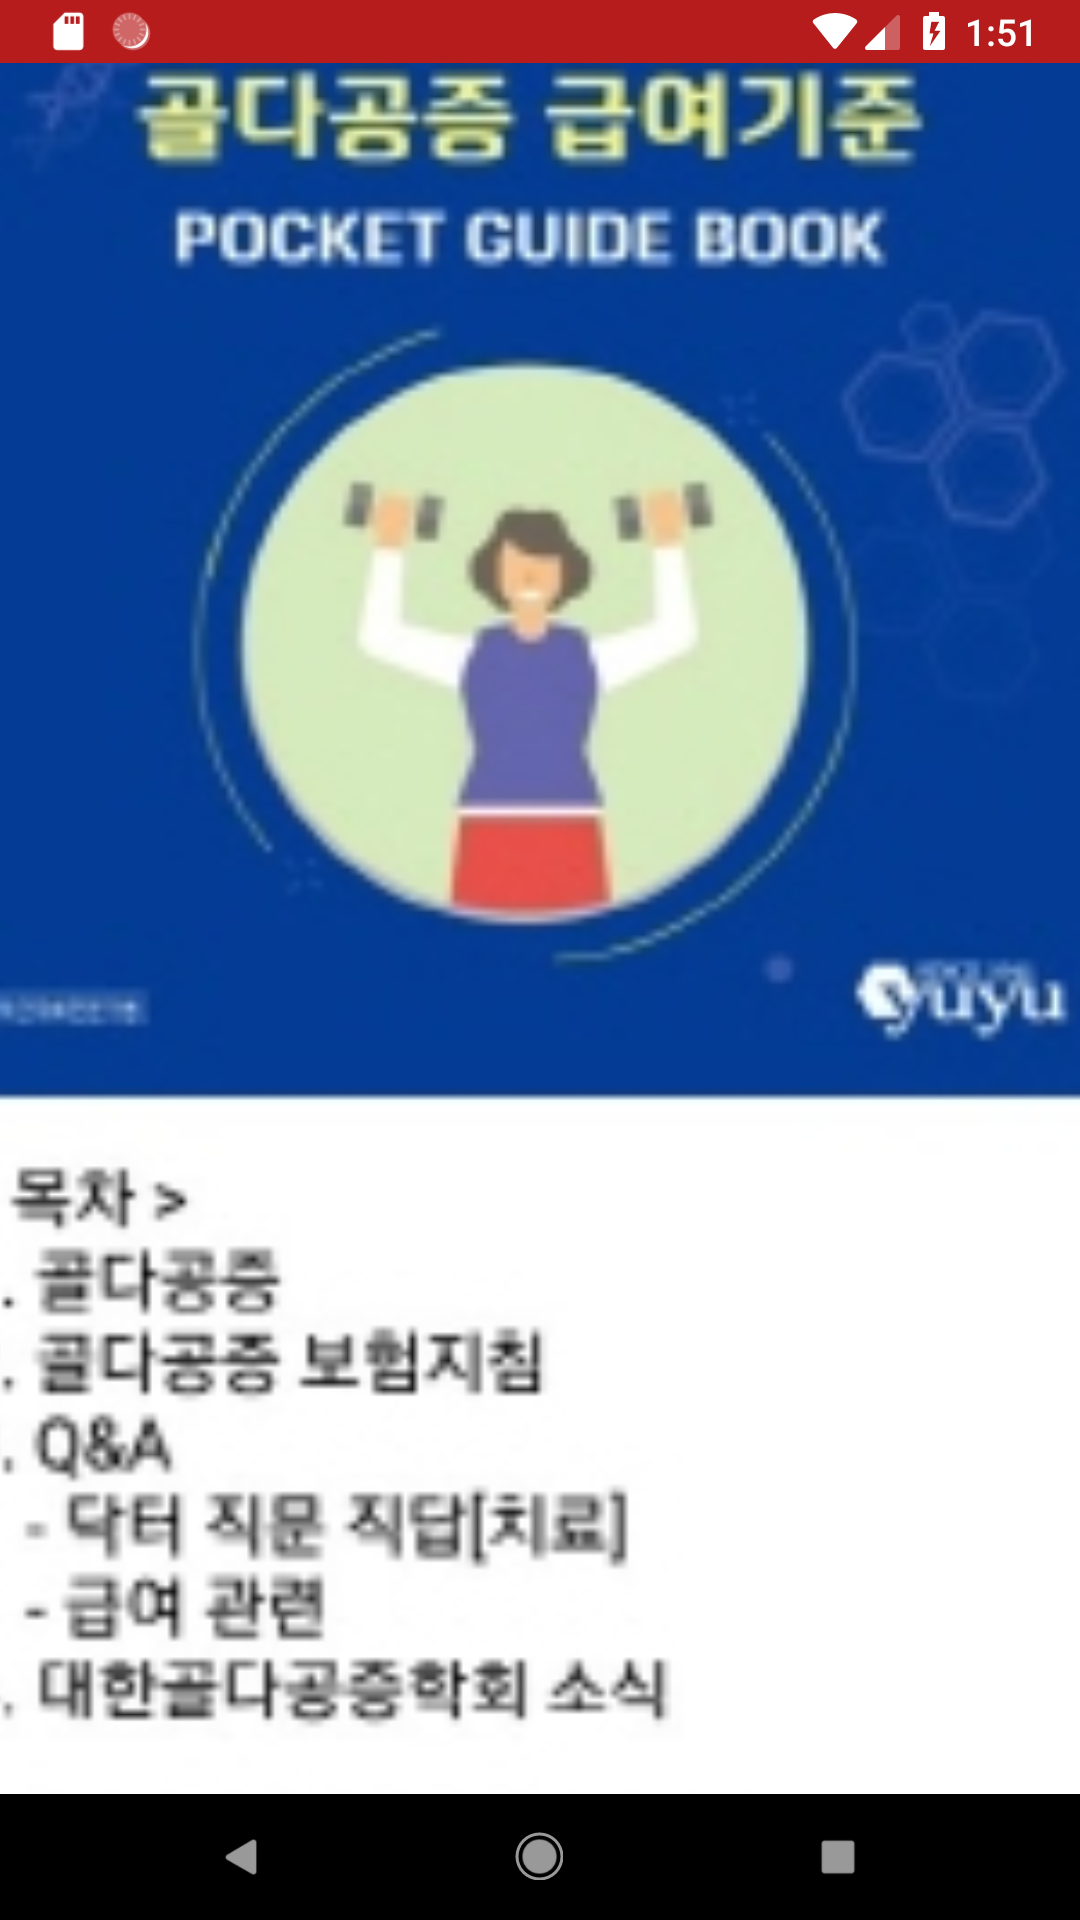 1:51
골다공증 급여기준
POCKET GUIDE BOOK
yuyu
목차 >
. 골다공증
. 골다공증 보험지침
. Q&A
- 닥터 직문 직답[치료]
- 급여 관련
. 대한골다공증학회 소식